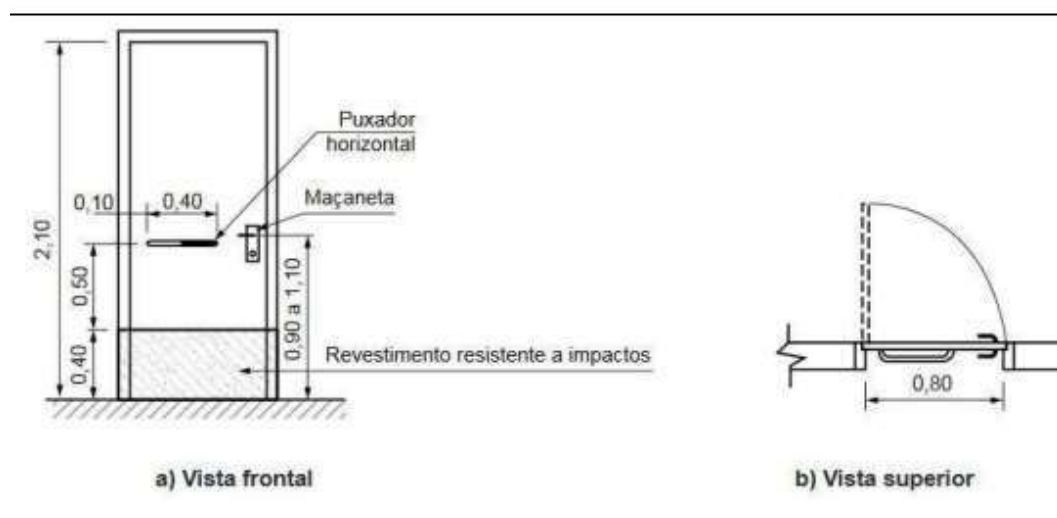 Puxador
horizontal
0,10
0,40
Maçaneta
2,10
0,50
0,90 a 1,10
0,40
Revestimento resistente a impactos
0,80
a) Vista frontal
b) Vista superior